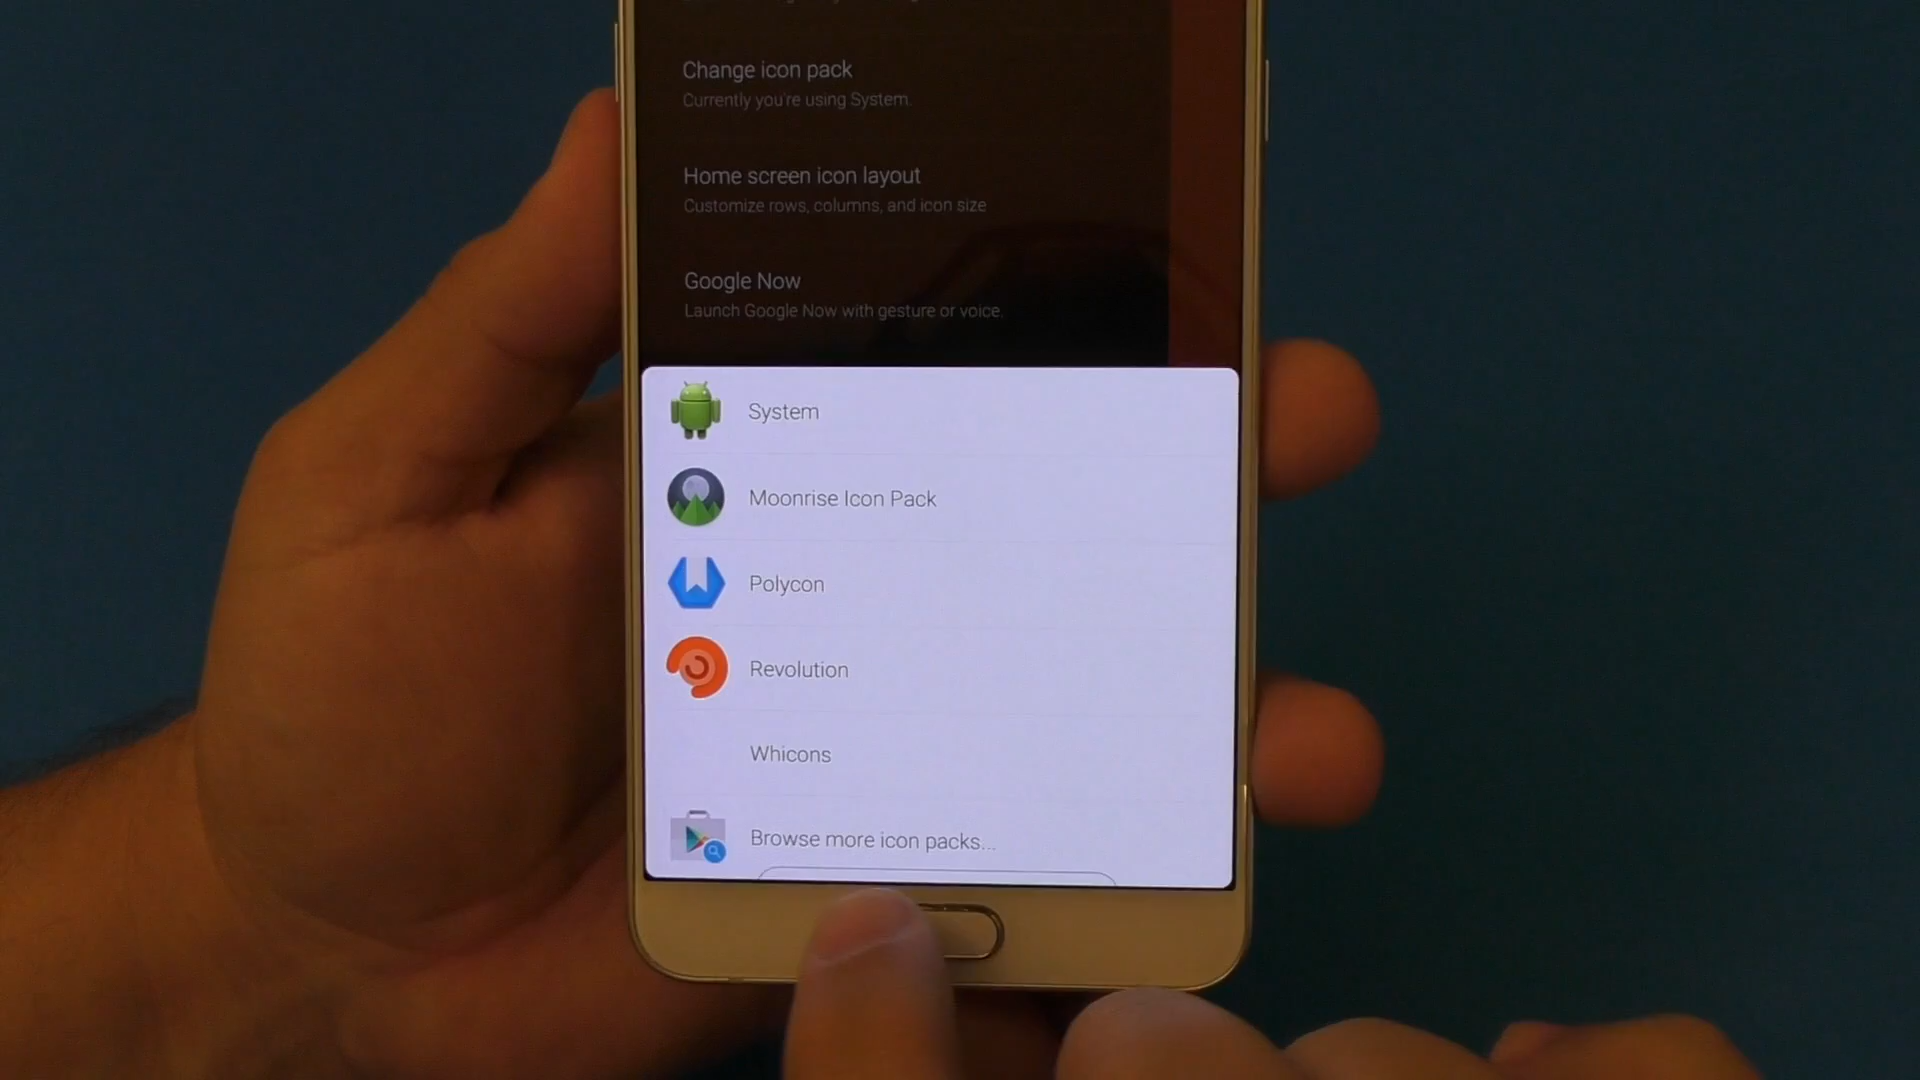 Change icon pack
Currently you're using System.
Home screen icon layout
Customize rows, columns, and icon size
Google Now
Launch Google Now with gesture or voice.
System
Moonrise Icon Pack
Polycon
Revolution
Whicons
Browse more icon packs...